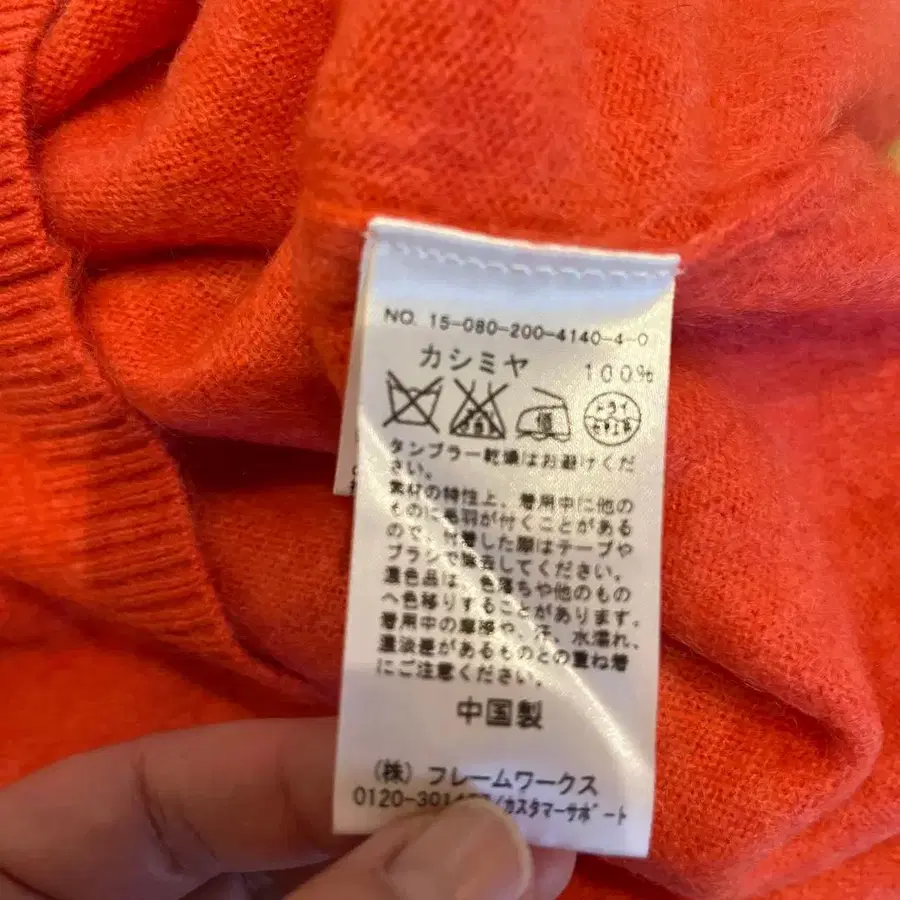 NO. 15-080-200-4140-4-0
カシミヤ 100%
低
ドライ
セキユ系
タンブラー乾燥はお避けくだ
さい。
素材の特性上、着用中に他の
ものに毛羽が付くことがある
ので、付着した際はテープや
ブラシで除去してください。
濃色品は、色落ちや他のもの
へ色移りすることがあります。
着用中の摩擦や、汗、水濡れ、
濃淡差があるものとの重ね着
にご注意ください。
中国製
(株) フレームワークス
/カスタマーサポート